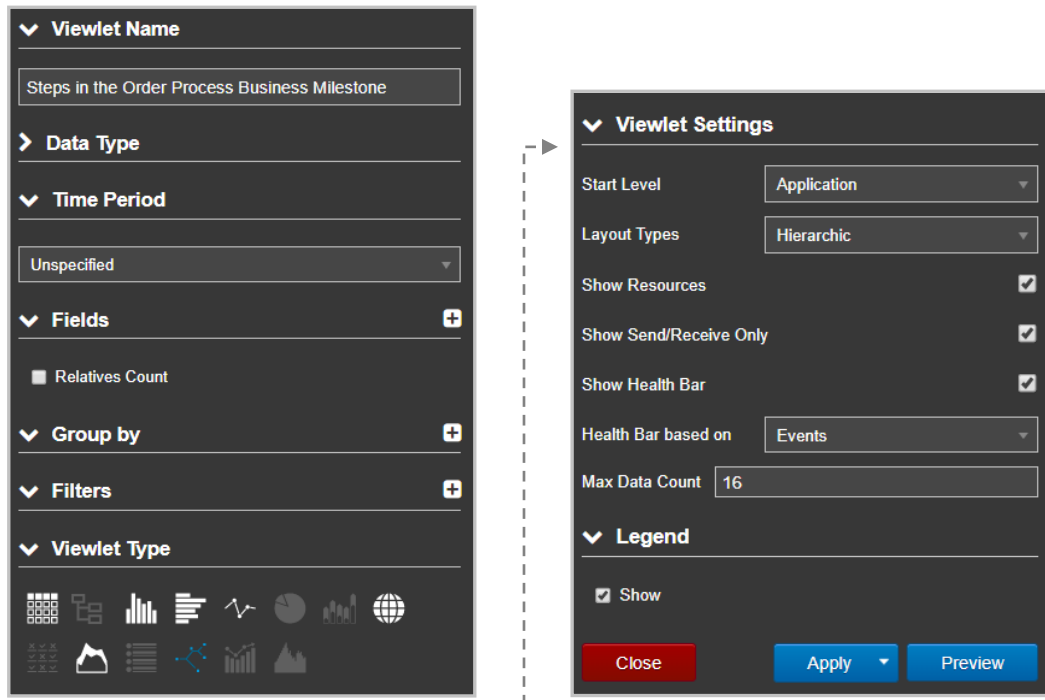 Viewlet Name
Steps in the Order Process Business Milestone
Data Type
Time Period
Unspecified
Fields
Relatives Count
Group by
Filters
Viewlet Type
Viewlet Settings
Start Level Application
Layout Types Hierarchic
Show Resources
Show Send/Receive Only
Show Health Bar
Health Bar based on Events
Max Data Count 16
Legend
Show
Close Apply Preview